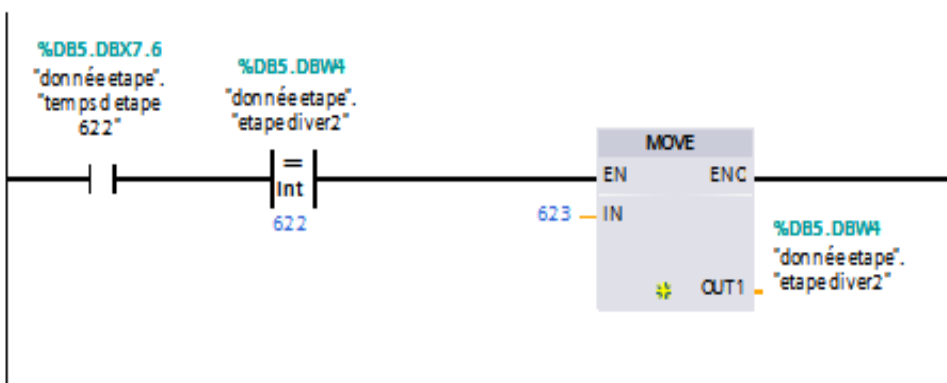 %DB5.DBX7.6
"donnée etape".
"temps d etape
622"
%DB5.DBW4
"donnée etape".
"etape diver2"
=
Int
622
MOVE
EN ENO
623 IN
OUT1
%DB5.DBW4
"donnée etape".
"etape diver2"